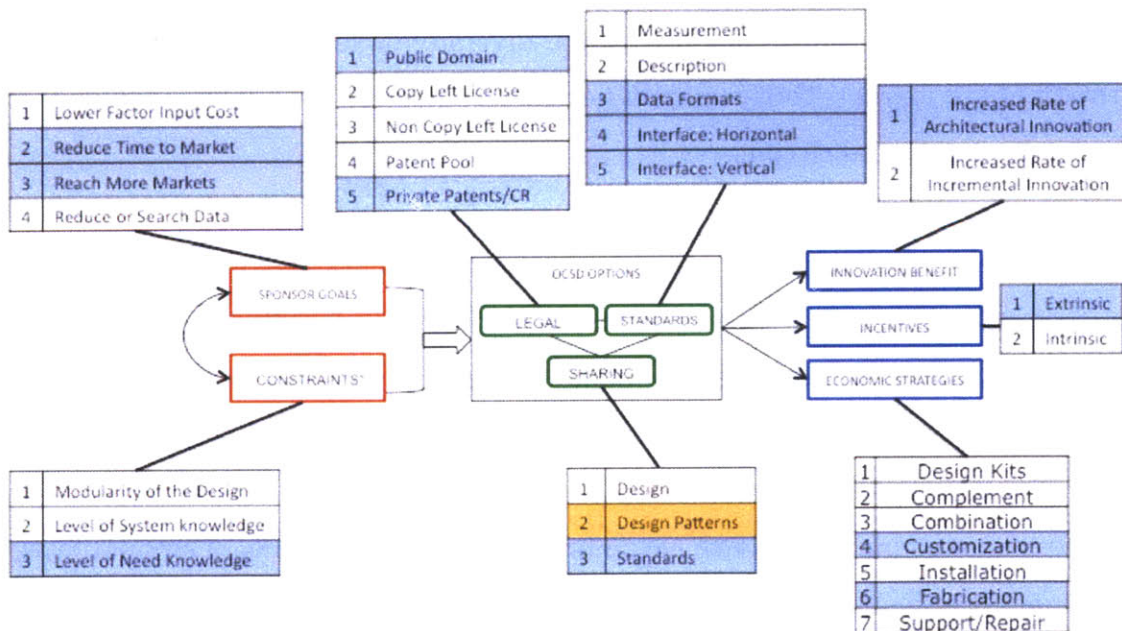 1 Measurement
2 Description
3 Data Formats
4 Interface: Horizontal
5 Interface: Vertical
1 Public Domain
2 Copy Left License
3 Non Copy Left License
4 Patent Pool
5 Private Patents/CR
1 Increased Rate of
Architectural Innovation
2 Increased Rate of
Incremental Innovation
1 Lower Factor Input Cost
2 Reduce Time to Market
3 Reach More Markets
4 Reduce or Search Data
OCSD OPTIONS
SPONSOR GOALS
LEGAL
STANDARDS
SHARING
CONSTRAINTS*
INNOVATION BENEFIT
INCENTIVES
ECONOMIC STRATEGIES
1 Extrinsic
2 Intrinsic
1 Modularity of the Design
2 Level of System knowledge
3 Level of Need Knowledge
1 Design
2 Design Patterns
3 Standards
1 Design Kits
2 Complement
3 Combination
4 Customization
5 Installation
6 Fabrication
7 Support/Repair